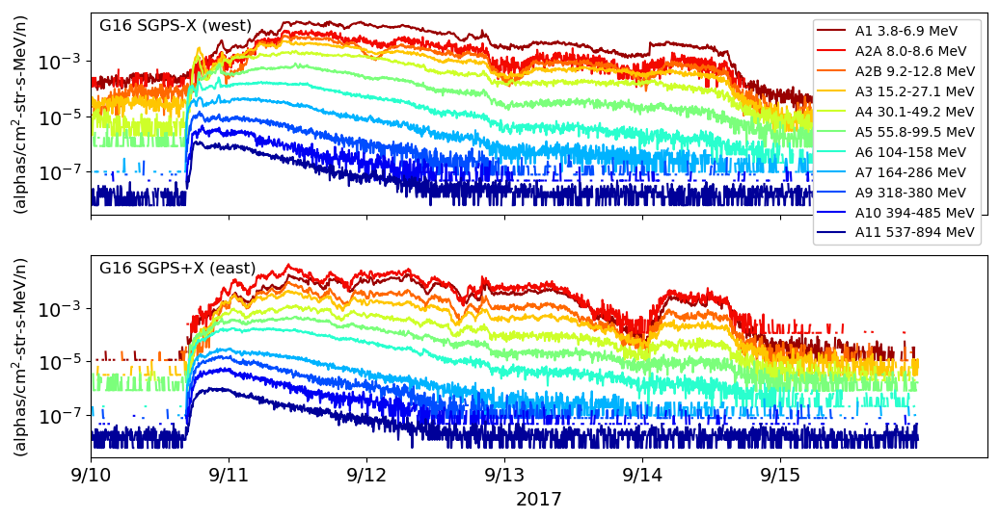 G16 SGPS-X (west)
(alphas/cm²-str-s-MeV/n)
10⁻³
10⁻⁵
10⁻⁷
A1 3.8-6.9 MeV
A2A 8.0-8.6 MeV
A2B 9.2-12.8 MeV
A3 15.2-27.1 MeV
A4 30.1-49.2 MeV
A5 55.8-99.5 MeV
A6 104-158 MeV
A7 164-286 MeV
A9 318-380 MeV
A10 394-485 MeV
A11 537-894 MeV
G16 SGPS+X (east)
(alphas/cm²-str-s-MeV/n)
10⁻³
10⁻⁵
10⁻⁷
9/10 9/11 9/12 9/13 9/14 9/15
2017